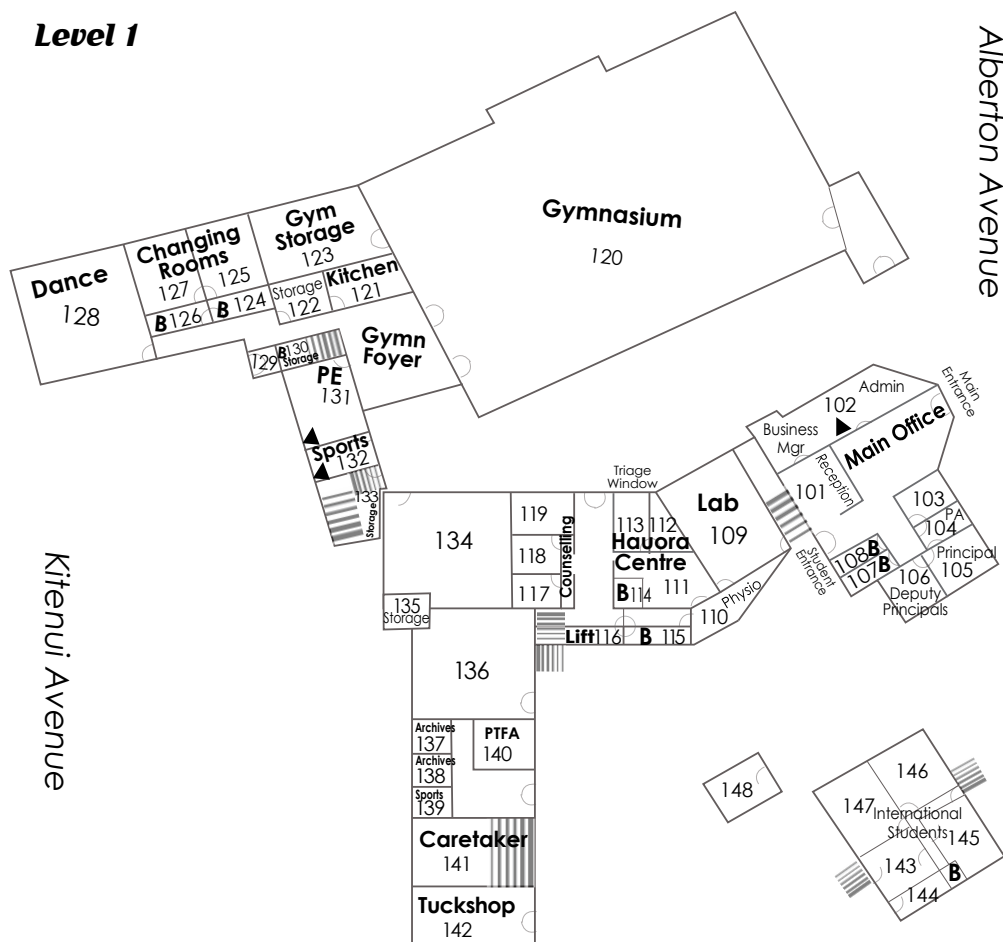 Level 1
Alberton Avenue
Gymnasium
120
Gym
Storage
123
Changing
Rooms
127
125
Dance
128
Storage
122
Kitchen
121
B 126
B 124
Gymn
Foyer
129
B 130
Storage
PE
131
Sports
132
133
Storage
Kitenui Avenue
Admin
102
Business
Mgr
Main Office
Main
Entrance
101
Reception
103
PA
104
Principal
105
106
Deputy
Principals
108 B
107 B
Student
Entrance
Triage
Window
Lab
109
113
112
Hauora
Centre
111
B 114
110
Physio
119
118
117
Counselling
134
135
Storage
Lift 116
B 115
136
Archives
137
Archives
138
Sports
139
PTFA
140
Caretaker
141
Tuckshop
142
148
146
147
International
Students
145
143
144
B